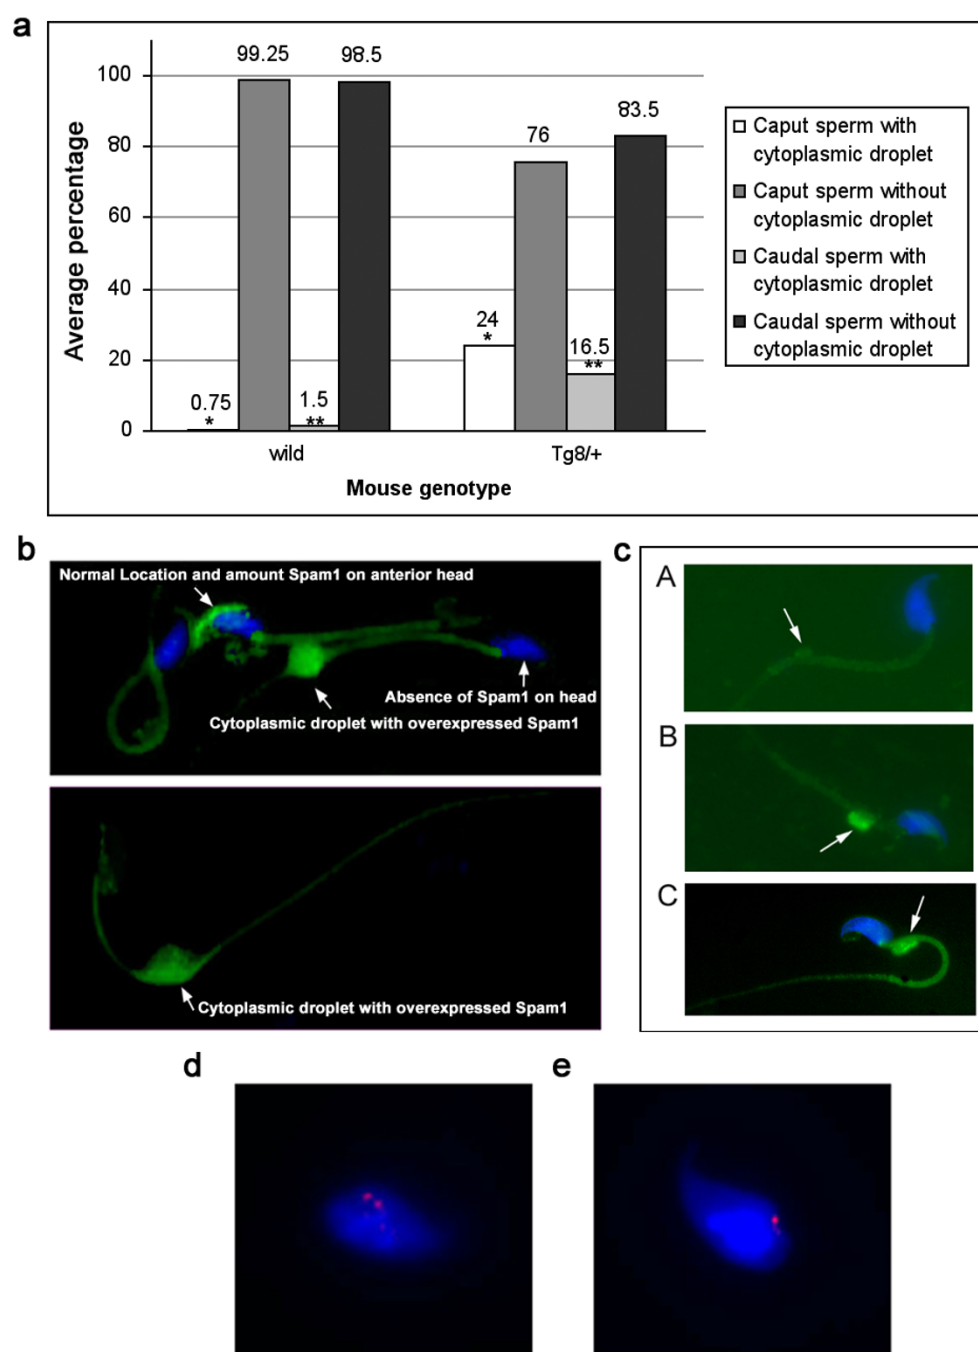 a
Average percentage
100
80
60
40
20
0
99.25
98.5
0.75
*
1.5
**
76
83.5
24
*
16.5
**
wild
Tg8/+
Mouse genotype
Caput sperm with
cytoplasmic droplet
Caput sperm without
cytoplasmic droplet
Caudal sperm with
cytoplasmic droplet
Caudal sperm without
cytoplasmic droplet
b
Normal Location and amount Spam1 on anterior head
Absence of Spam1 on head
Cytoplasmic droplet with overexpressed Spam1
Cytoplasmic droplet with overexpressed Spam1
c
A
B
C
d
e